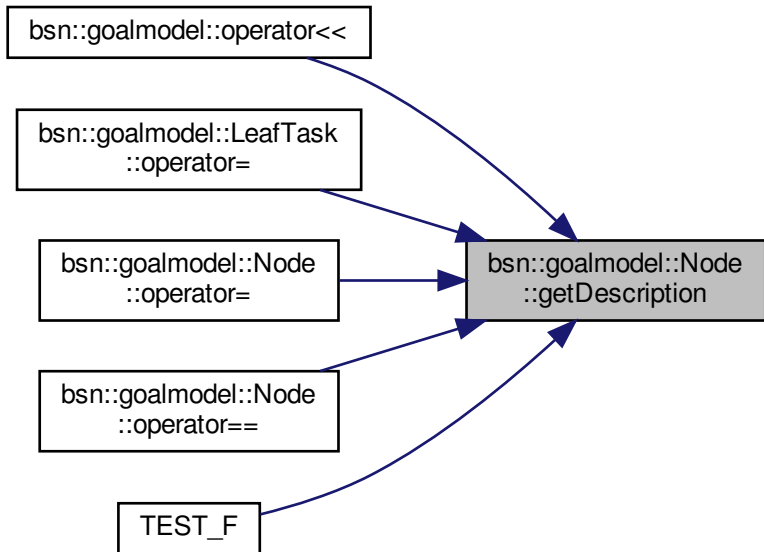 bsn::goalmodel::operator<<
bsn::goalmodel::LeafTask
::operator=
bsn::goalmodel::Node
::operator=
bsn::goalmodel::Node
::getDescription
bsn::goalmodel::Node
::operator==
TEST_F